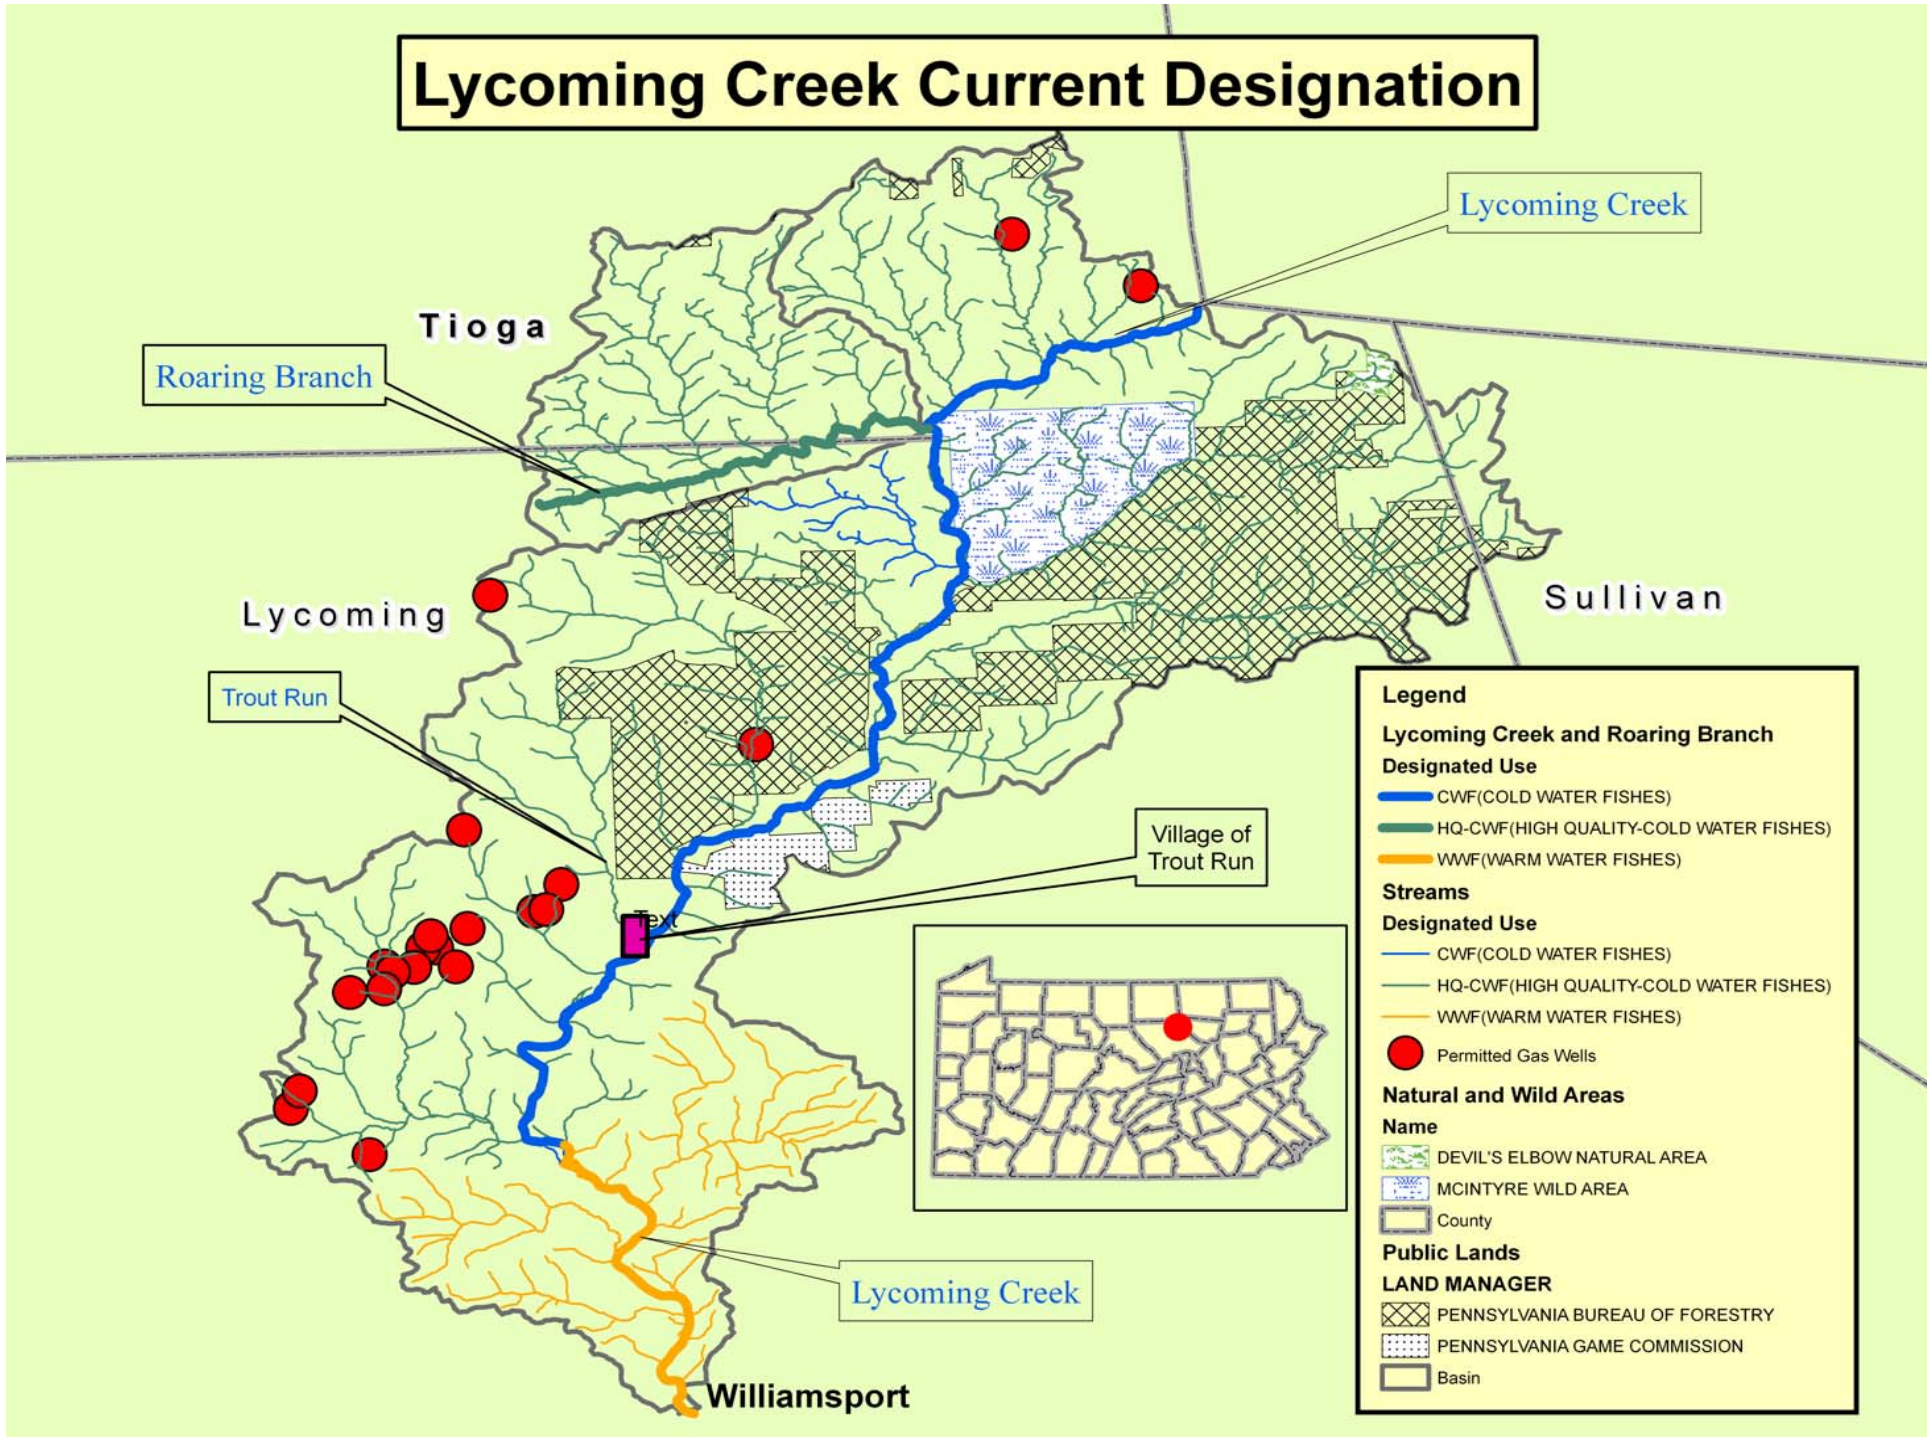 Lycoming Creek Current Designation
Lycoming Creek
Tioga
Roaring Branch
Lycoming
Sullivan
Trout Run
Village of
Trout Run
Text
Lycoming Creek
Williamsport
Legend
Lycoming Creek and Roaring Branch
Designated Use
CWF(COLD WATER FISHES)
HQ-CWF(HIGH QUALITY-COLD WATER FISHES)
WWF(WARM WATER FISHES)
Streams
Designated Use
CWF(COLD WATER FISHES)
HQ-CWF(HIGH QUALITY-COLD WATER FISHES)
WWF(WARM WATER FISHES)
Permitted Gas Wells
Natural and Wild Areas
Name
DEVIL'S ELBOW NATURAL AREA
MCINTYRE WILD AREA
County
Public Lands
LAND MANAGER
PENNSYLVANIA BUREAU OF FORESTRY
PENNSYLVANIA GAME COMMISSION
Basin